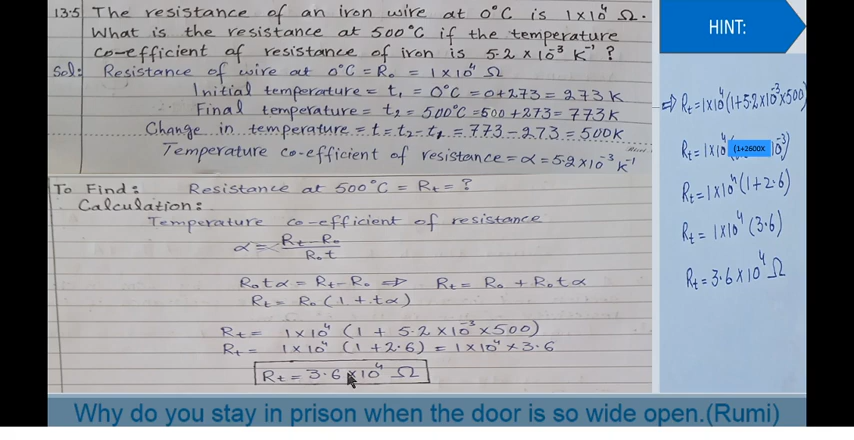 13.5 The resistance of an iron wire at 0°C is 1×10⁴ Ω.
What is the resistance at 500°C if the temperature
co-efficient of resistance of iron is 5.2 × 10⁻³ K⁻¹ ?
Sol: Resistance of wire at 0°C = R₀ = 1×10⁴ Ω
Initial temperature = t₁ = 0°C = 0+273 = 273 K
Final temperature = t₂ = 500°C = 500+273 = 773K
Change in temperature = t = t₂ - t₁ = 773-273 = 500K
Temperature co-efficient of resistance = α = 5.2 × 10⁻³ K⁻¹
To Find: Resistance at 500°C = Rt = ?
Calculation:
Temperature co-efficient of resistance
α = Rt - R₀ / R₀t
R₀tα = Rt - R₀ ⇒ Rt = R₀ + R₀tα
Rt = R₀ (1 + tα)
Rt = 1×10⁴ (1 + 5.2 × 10⁻³ × 500)
Rt = 1×10⁴ (1 + 2.6) = 1×10⁴ × 3.6
Rt = 3.6 × 10⁴ Ω
HINT:
⇒ Rt = 1×10⁴ (1+5.2×10⁻³×500)
Rt = 1×10⁴ (1+2600X 10⁻³)
Rt = 1×10⁴ (1+2.6)
Rt = 1×10⁴ (3.6)
Rt = 3.6×10⁴ Ω
Why do you stay in prison when the door is so wide open.(Rumi)